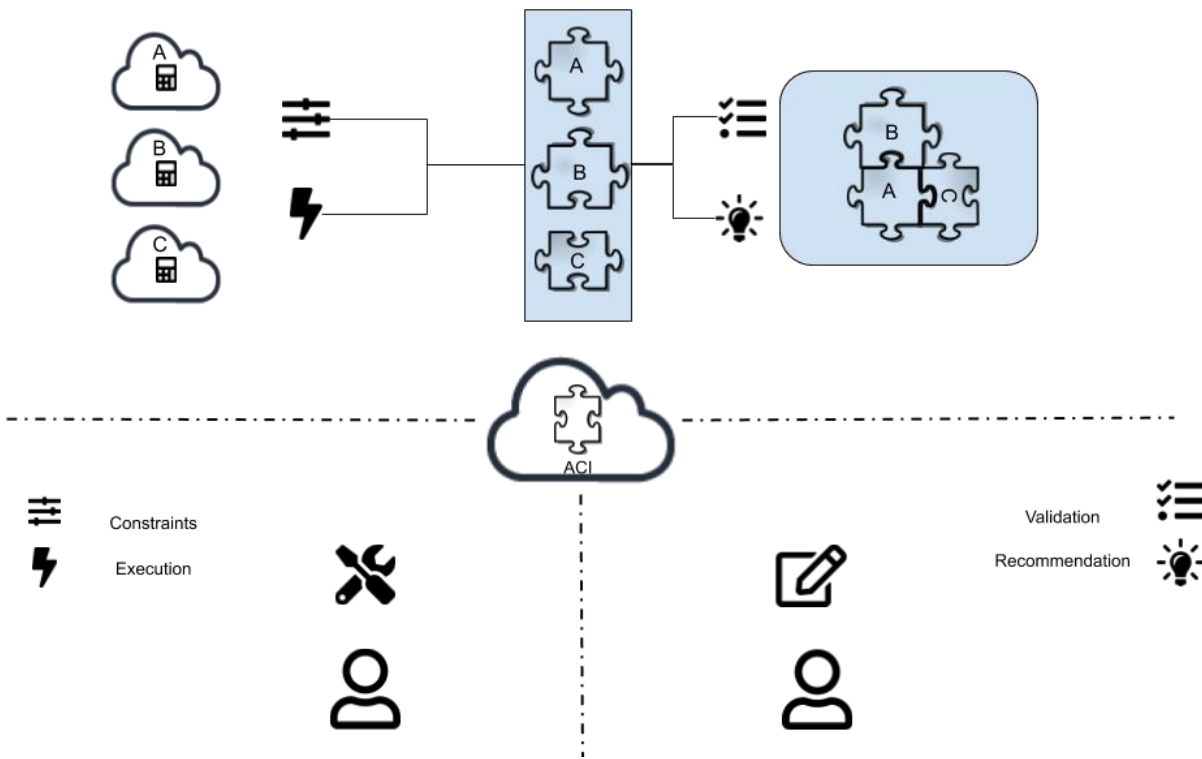 A
B
C
A
B
C
B
A
C
ACI
Constraints
Execution
Validation
Recommendation